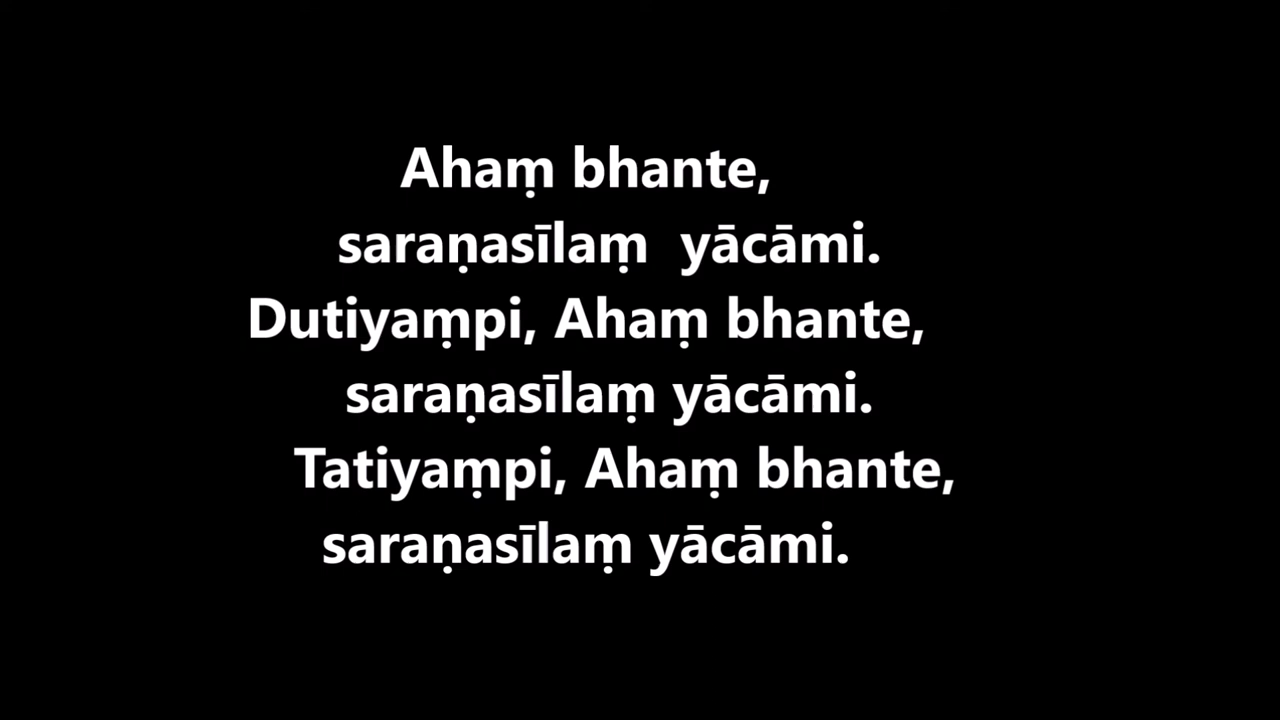 Ahaṃ bhante,
saraṇasīlaṃ yācāmi.
Dutiyaṃpi, Ahaṃ bhante,
saraṇasīlaṃ yācāmi.
Tatiyaṃpi, Ahaṃ bhante,
saraṇasīlaṃ yācāmi.